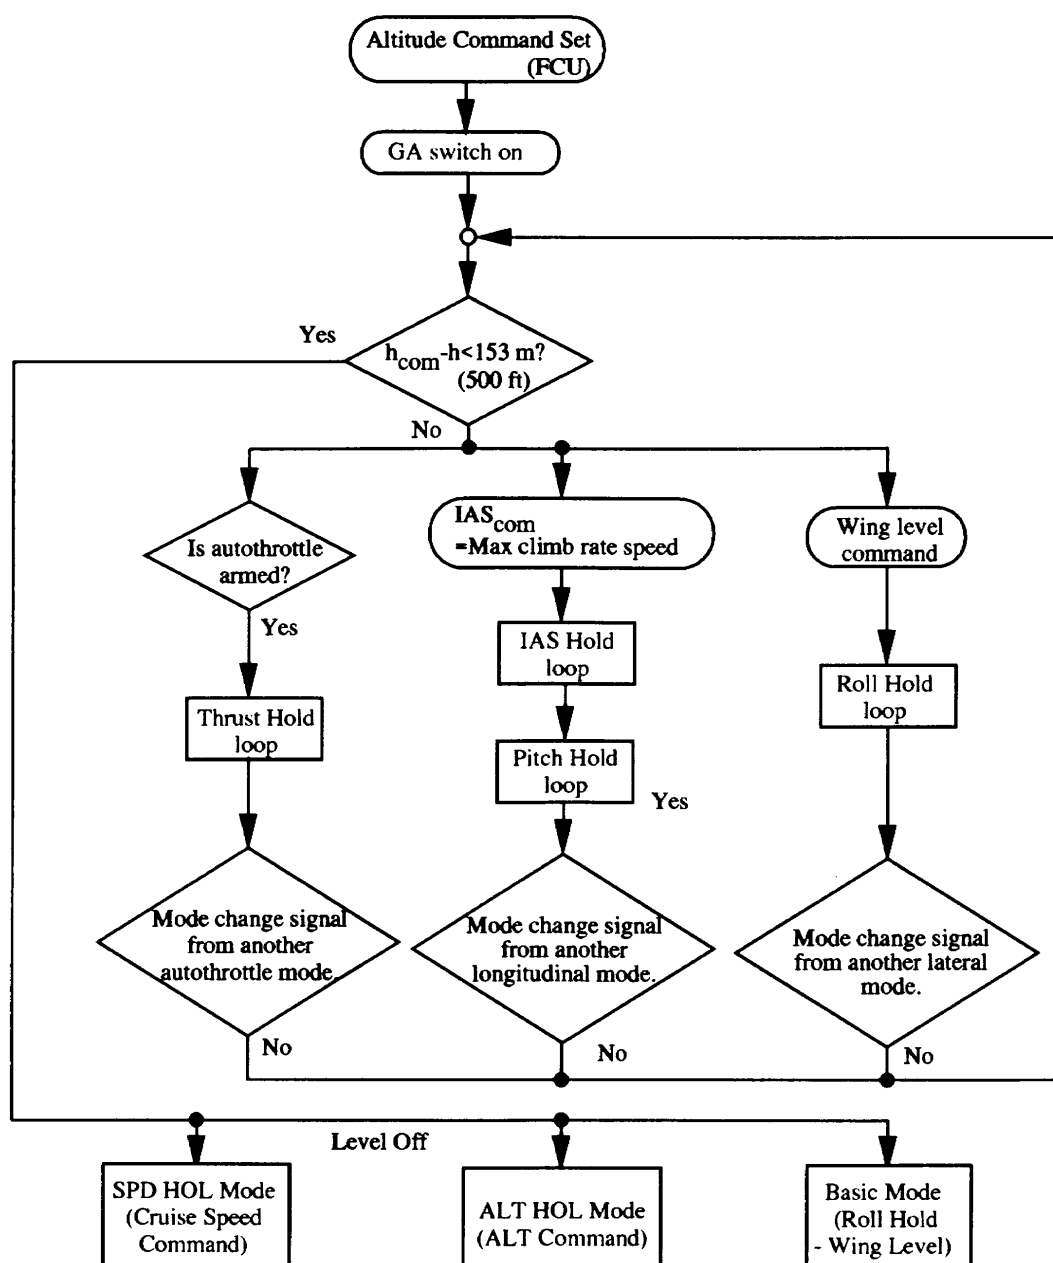 Altitude Command Set
(FCU)
GA switch on
Yes
hcom-h<153 m?
(500 ft)
No
Is autothrottle
armed?
Yes
IAScom
=Max climb rate speed
Wing level
command
IAS Hold
loop
Roll Hold
loop
Thrust Hold
loop
Pitch Hold
loop
Yes
Mode change signal
from another
autothrottle mode.
Mode change signal
from another
longitudinal mode.
Mode change signal
from another lateral
mode.
No
No
No
Level Off
SPD HOL Mode
(Cruise Speed
Command)
ALT HOL Mode
(ALT Command)
Basic Mode
(Roll Hold
- Wing Level)